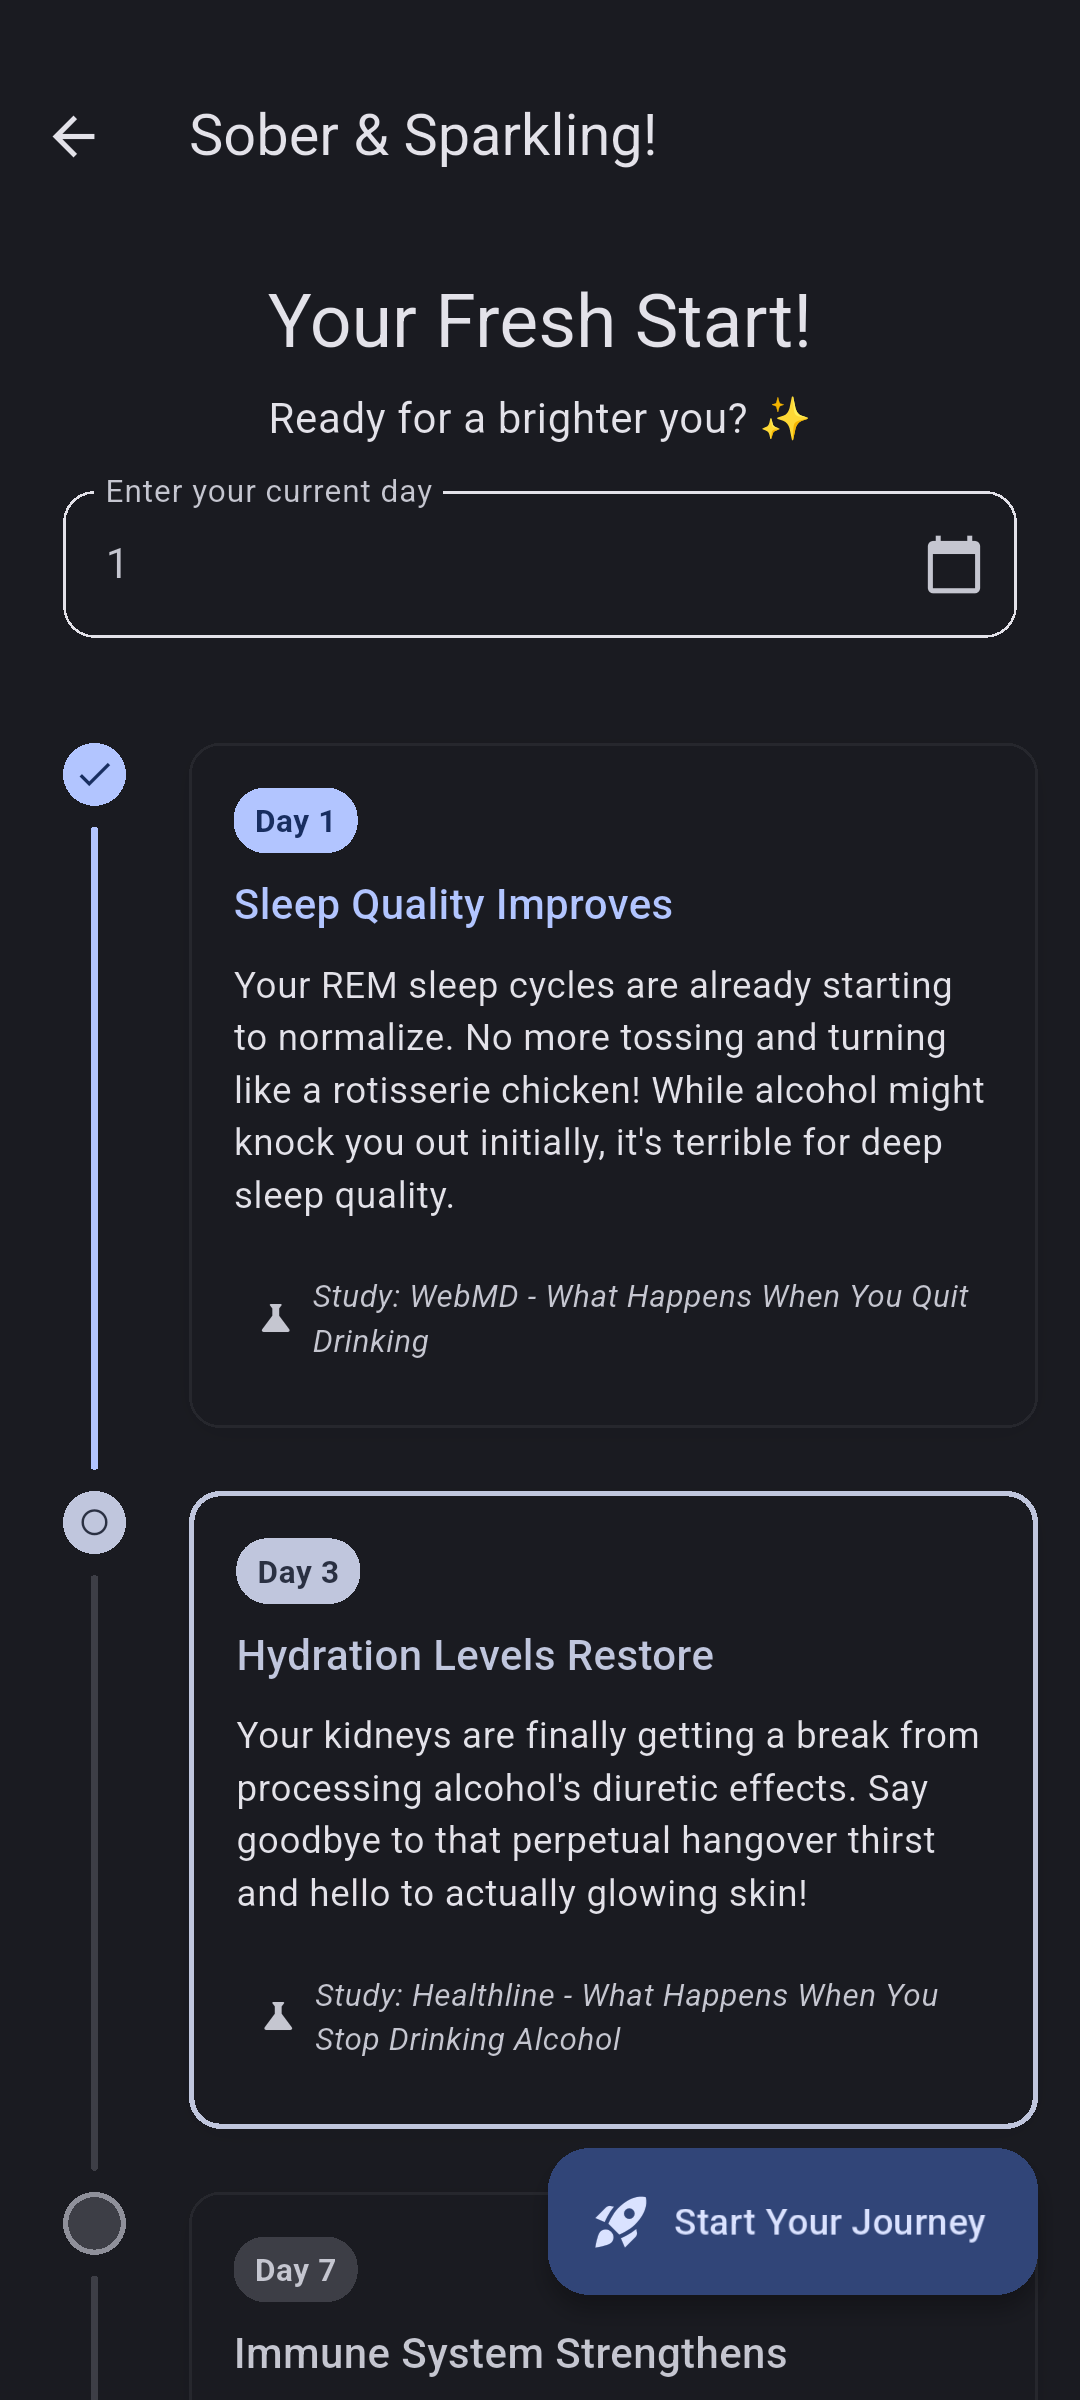 Sober & Sparkling!
Your Fresh Start!
Ready for a brighter you? ✨
Enter your current day
1
Day 1
Sleep Quality Improves
Your REM sleep cycles are already starting
to normalize. No more tossing and turning
like a rotisserie chicken! While alcohol might
knock you out initially, it's terrible for deep
sleep quality.
Study: WebMD - What Happens When You Quit
Drinking
Day 3
Hydration Levels Restore
Your kidneys are finally getting a break from
processing alcohol's diuretic effects. Say
goodbye to that perpetual hangover thirst
and hello to actually glowing skin!
Study: Healthline - What Happens When You
Stop Drinking Alcohol
Start Your Journey
Day 7
Immune System Strengthens